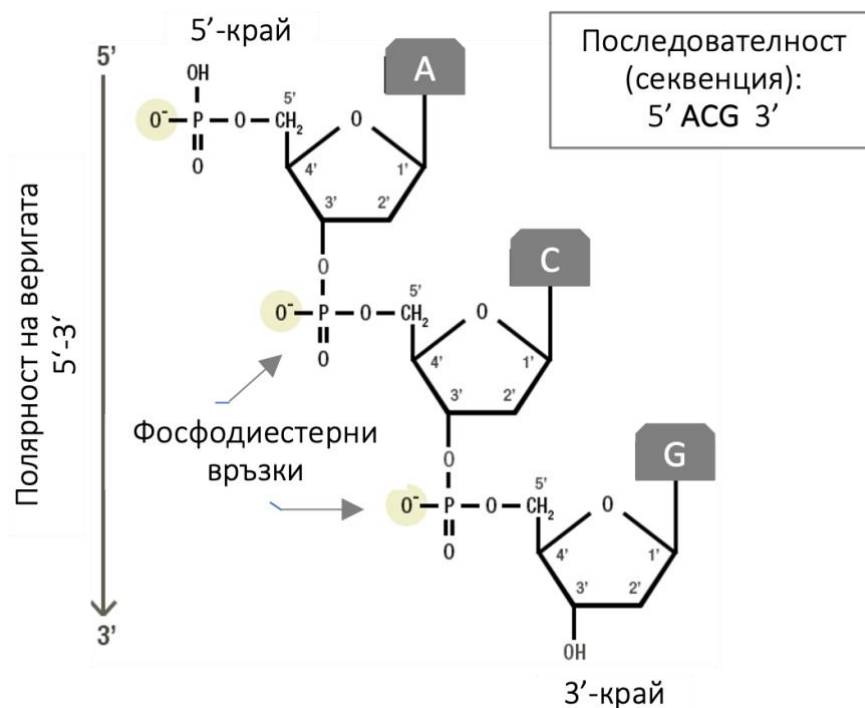 5’-край
5’
Последователност
(секвенция):
5’ ACG 3’
Полярност на веригата
5‘-3‘
OH
A
5’
O⁻ P O CH₂ O
O
4’ 1’
3’ 2’
O
C
5’
O⁻ P O CH₂ O
O
4’ 1’
3’ 2’
Фосфодиестерни
връзки
O
G
5’
O⁻ P O CH₂ O
O
4’ 1’
3’ 2’
3’
OH
3’-край